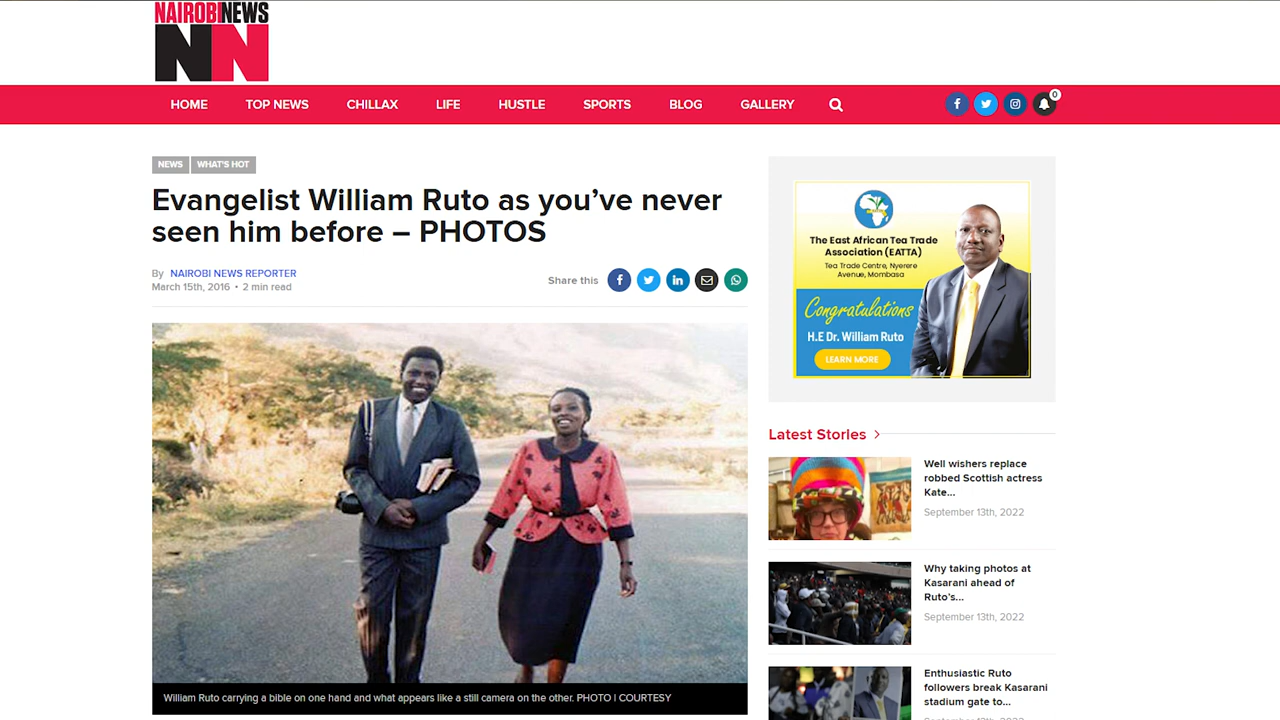 NAIROBINEWS
NN
HOME TOP NEWS CHILLAX LIFE HUSTLE SPORTS BLOG GALLERY
0
NEWS WHAT'S HOT
Evangelist William Ruto as you've never
seen him before – PHOTOS
By NAIROBI NEWS REPORTER
March 15th, 2016 • 2 min read
Share this
William Ruto carrying a bible on one hand and what appears like a still camera on the other. PHOTO | COURTESY
The East African Tea Trade
Association (EATTA)
Tea Trade Centre, Nyerere
Avenue, Mombasa
Congratulations
H.E Dr. William Ruto
LEARN MORE
Latest Stories
Well wishers replace
robbed Scottish actress
Kate...
September 13th, 2022
Why taking photos at
Kasarani ahead of
Ruto's...
September 13th, 2022
Enthusiastic Ruto
followers break Kasarani
stadium gate to...